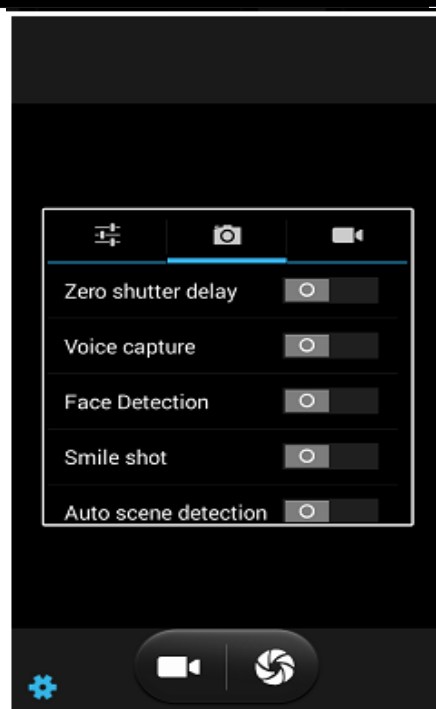 Zero shutter delay
Voice capture
Face Detection
Smile shot
Auto scene detection